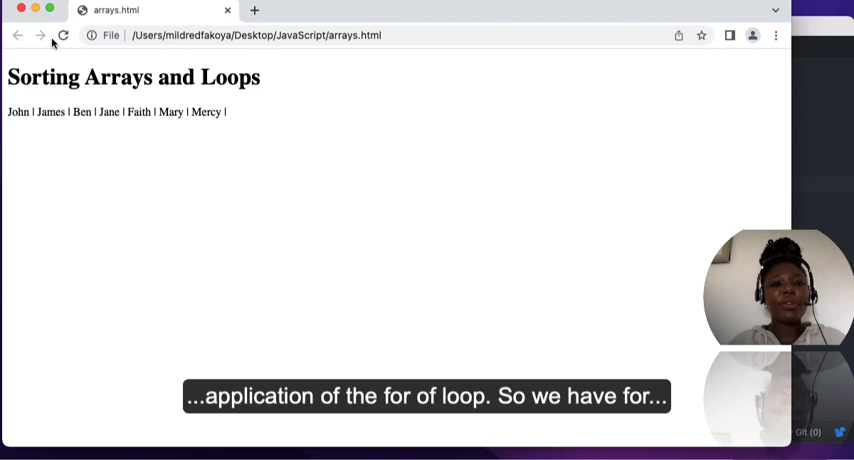 arrays.html
File | /Users/mildredfakoya/Desktop/JavaScript/arrays.html
Sorting Arrays and Loops
John | James | Ben | Jane | Faith | Mary | Mercy |
...application of the for of loop. So we have for...
Git (0)